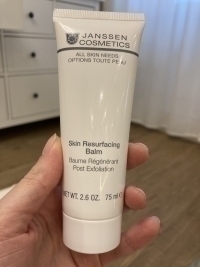 JANSSEN
COSMETICS
ALL SKIN NEEDS
OPTIONS TOUTE PEAU
Skin Resurfacing
Balm
Baume Régénérant
Post Exfoliation
NET WT. 2.6 OZ. 75 ml